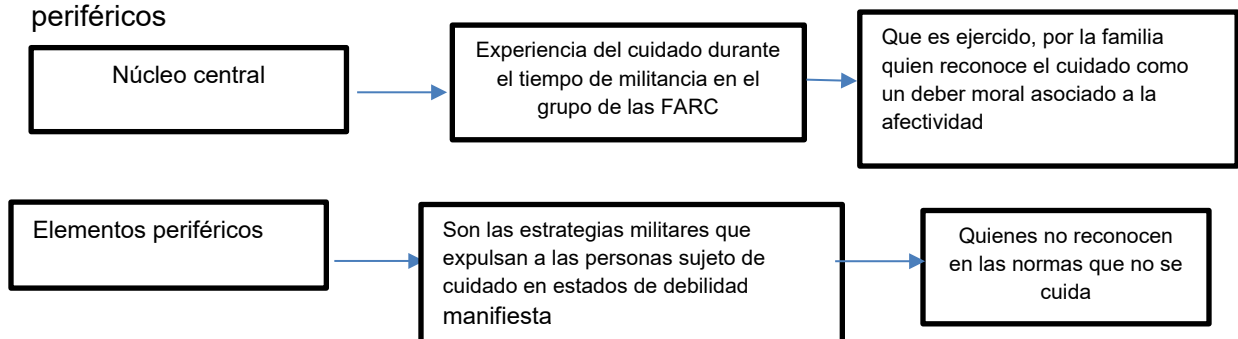 periféricos
Núcleo central
Experiencia del cuidado durante
el tiempo de militancia en el
grupo de las FARC
Que es ejercido, por la familia
quien reconoce el cuidado como
un deber moral asociado a la
afectividad
Elementos periféricos
Son las estrategias militares que
expulsan a las personas sujeto de
cuidado en estados de debilidad
manifiesta
Quienes no reconocen
en las normas que no se
cuida